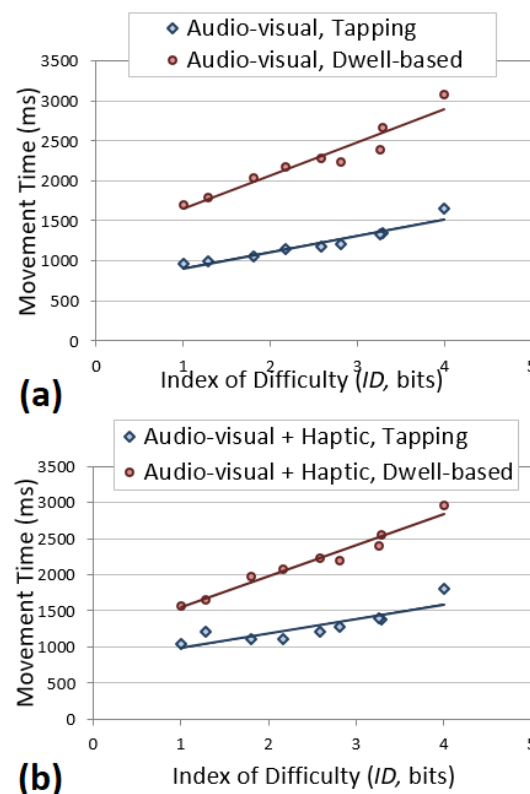 Audio-visual, Tapping
Audio-visual, Dwell-based
Movement Time (ms)
3500
3000
2500
2000
1500
1000
500
0
0 1 2 3 4 5
Index of Difficulty (ID, bits)
(a)
Audio-visual + Haptic, Tapping
Audio-visual + Haptic, Dwell-based
Movement Time (ms)
3500
3000
2500
2000
1500
1000
500
0
0 1 2 3 4 5
Index of Difficulty (ID, bits)
(b)